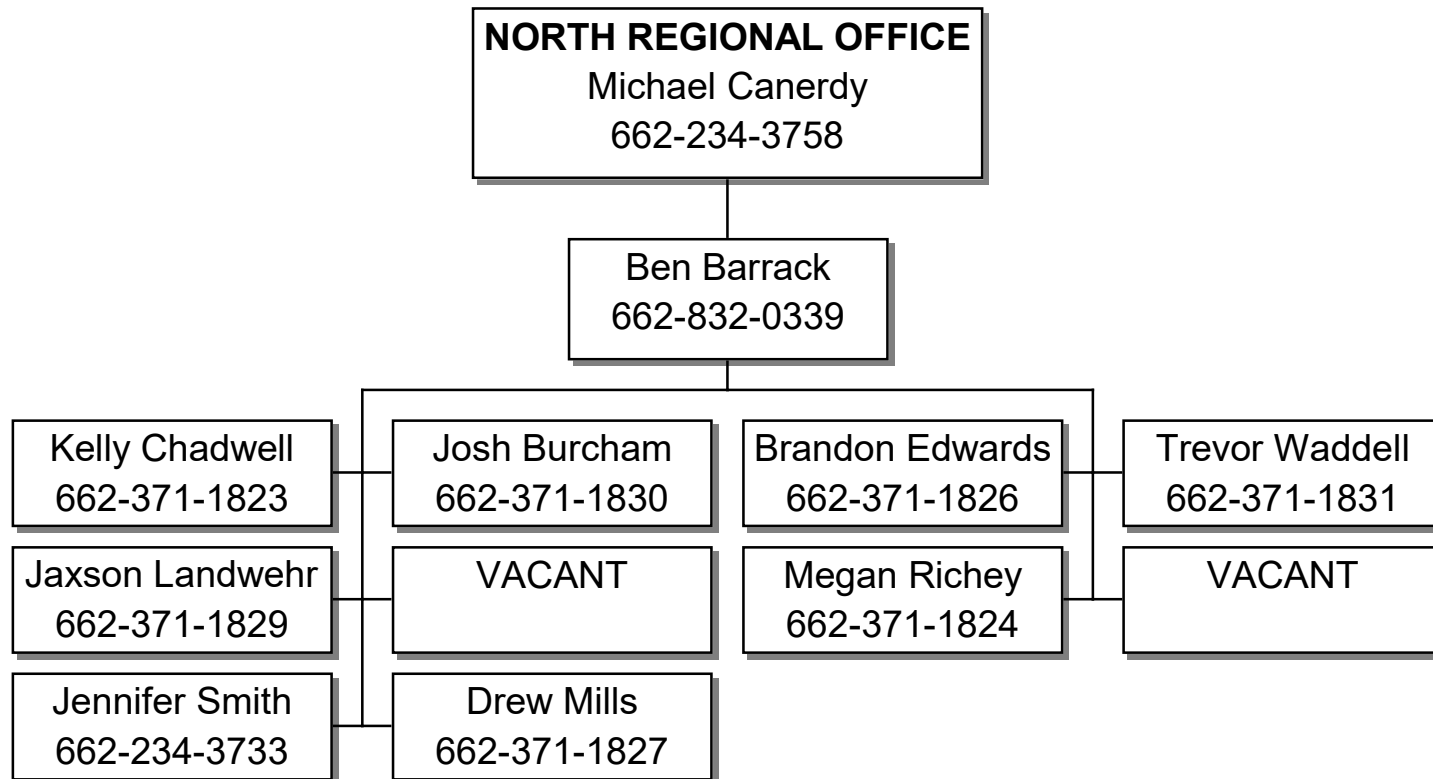 NORTH REGIONAL OFFICE
Michael Canerdy
662-234-3758
Ben Barrack
662-832-0339
Kelly Chadwell
662-371-1823
Josh Burcham
662-371-1830
Brandon Edwards
662-371-1826
Trevor Waddell
662-371-1831
Jaxson Landwehr
662-371-1829
VACANT
Megan Richey
662-371-1824
VACANT
Jennifer Smith
662-234-3733
Drew Mills
662-371-1827